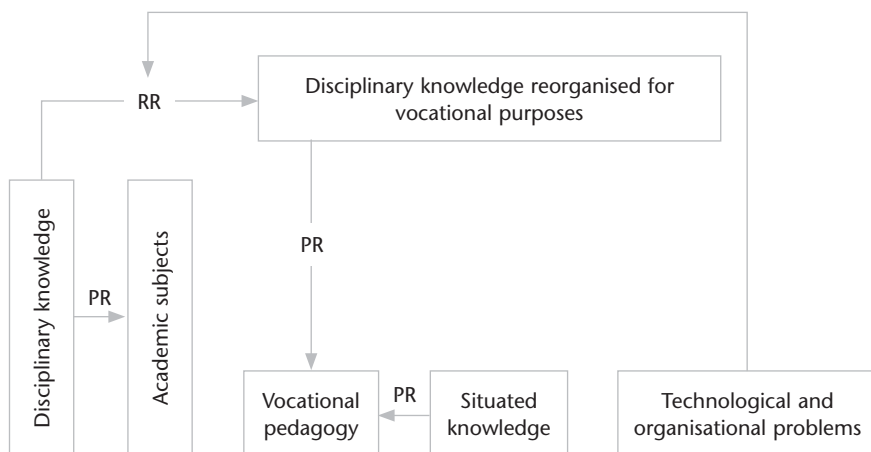 RR
Disciplinary knowledge reorganised for
vocational purposes
Disciplinary knowledge
PR
Academic subjects
PR
Vocational
pedagogy
PR
Situated
knowledge
Technological and
organisational problems